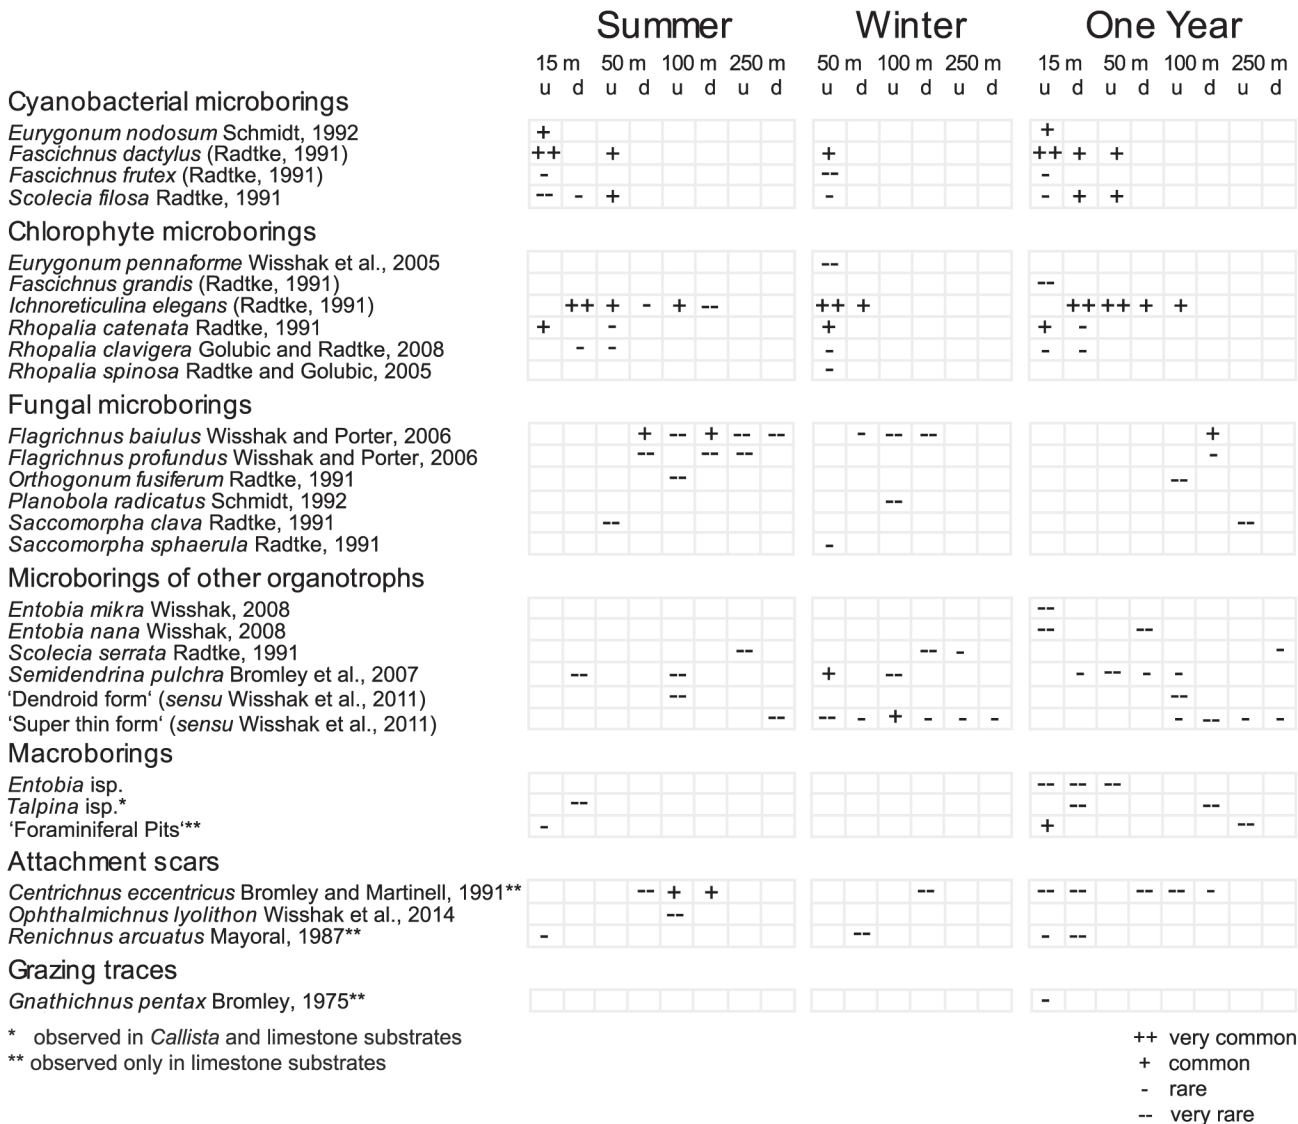 Summer Winter One Year
15 m 50 m 100 m 250 m 50 m 100 m 250 m 15 m 50 m 100 m 250 m
u d u d u d u d u d u d u d u d u d u d u d
Cyanobacterial microborings
Eurygonum nodosum Schmidt, 1992 + +
Fascichnus dactylus (Radtke, 1991) ++ + + ++ + +
Fascichnus frutex (Radtke, 1991) - -- -
Scolecia filosa Radtke, 1991 -- - + - - + +
Chlorophyte microborings
Eurygonum pennaforme Wisshak et al., 2005 --
Fascichnus grandis (Radtke, 1991) --
Ichnoreticulina elegans (Radtke, 1991) ++ + - + -- ++ + ++ ++ + +
Rhopalia catenata Radtke, 1991 + - + + -
Rhopalia clavigera Golubic and Radtke, 2008 - - - - -
Rhopalia spinosa Radtke and Golubic, 2005 -
Fungal microborings
Flagrichnus baiulus Wisshak and Porter, 2006 + -- + -- -- - -- -- +
Flagrichnus profundus Wisshak and Porter, 2006 -- -- -- -
Orthogonum fusiferum Radtke, 1991 -- --
Planobola radicatus Schmidt, 1992 --
Saccomorpha clava Radtke, 1991 -- --
Saccomorpha sphaerula Radtke, 1991 -
Microborings of other organotrophs
Entobia mikra Wisshak, 2008 --
Entobia nana Wisshak, 2008 -- --
Scolecia serrata Radtke, 1991 -- -- - -
Semidendrina pulchra Bromley et al., 2007 -- -- + -- - -- - -
‘Dendroid form‘ (sensu Wisshak et al., 2011) -- --
‘Super thin form‘ (sensu Wisshak et al., 2011) -- -- - + - - - - -- - -
Macroborings
Entobia isp. -- -- --
Talpina isp.* -- -- --
‘Foraminiferal Pits‘** - + --
Attachment scars
Centrichnus eccentricus Bromley and Martinell, 1991** -- + + -- -- -- -- -- -
Ophthalmichnus lyolithon Wisshak et al., 2014 --
Renichnus arcuatus Mayoral, 1987** - -- - --
Grazing traces
Gnathichnus pentax Bromley, 1975** -
* observed in Callista and limestone substrates
** observed only in limestone substrates
++ very common
+ common
- rare
-- very rare